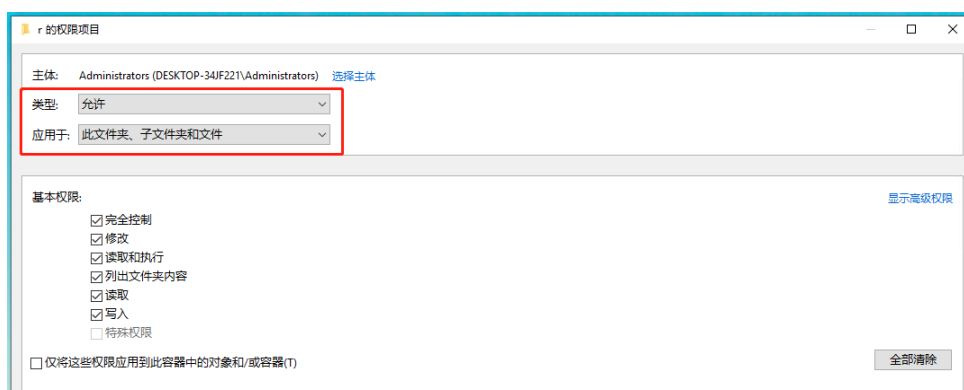 r 的权限项目
主体: Administrators (DESKTOP-34JF221\Administrators) 选择主体
类型: 允许
应用于: 此文件夹、子文件夹和文件
基本权限: 显示高级权限
完全控制
修改
读取和执行
列出文件夹内容
读取
写入
特殊权限
仅将这些权限应用到此容器中的对象和/或容器(T) 全部清除